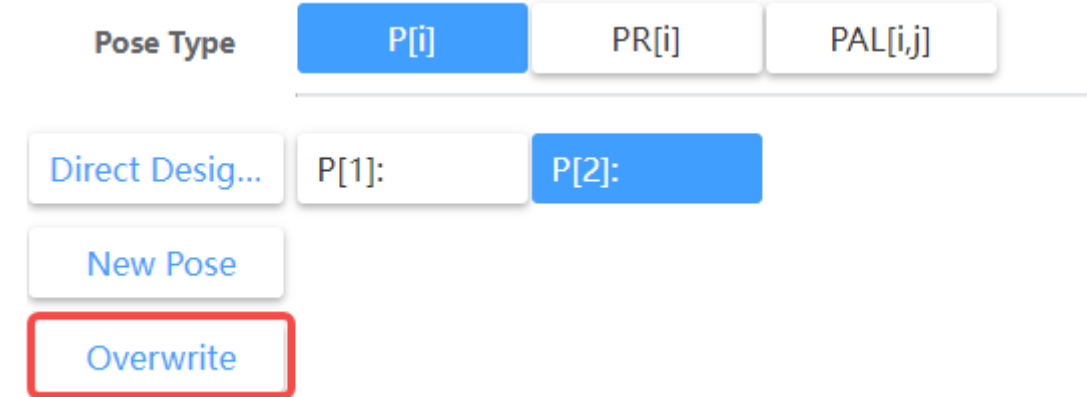 Pose Type P[i] PR[i] PAL[i,j]
Direct Desig... P[1]: P[2]:
New Pose
Overwrite